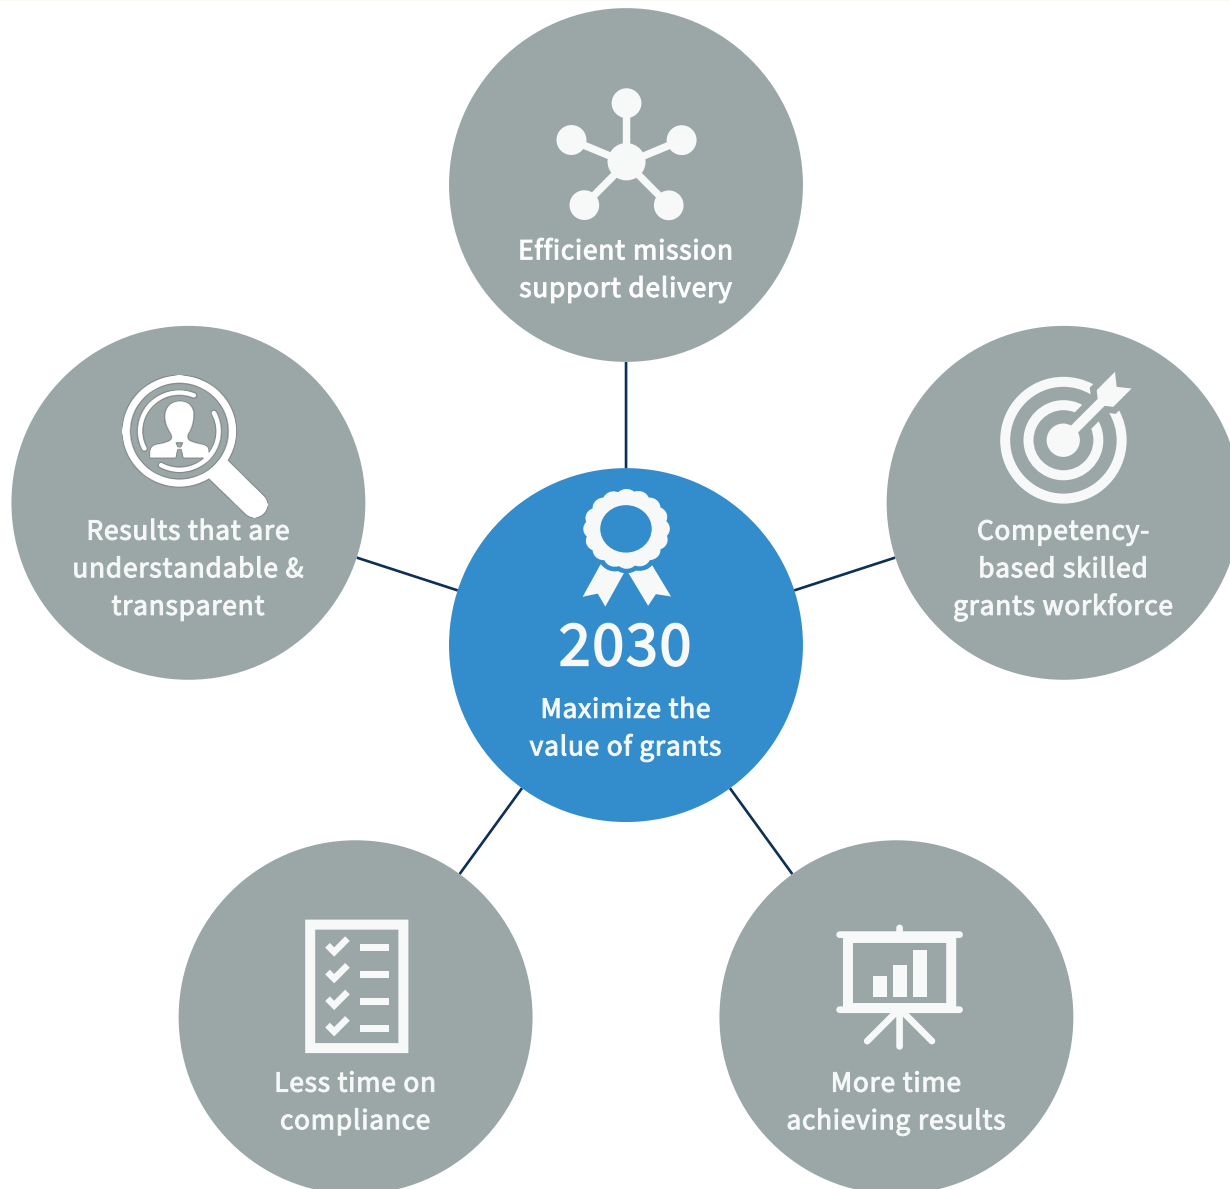 Efficient mission
support delivery
Results that are
understandable &
transparent
Competency-
based skilled
grants workforce
2030
Maximize the
value of grants
Less time on
compliance
More time
achieving results